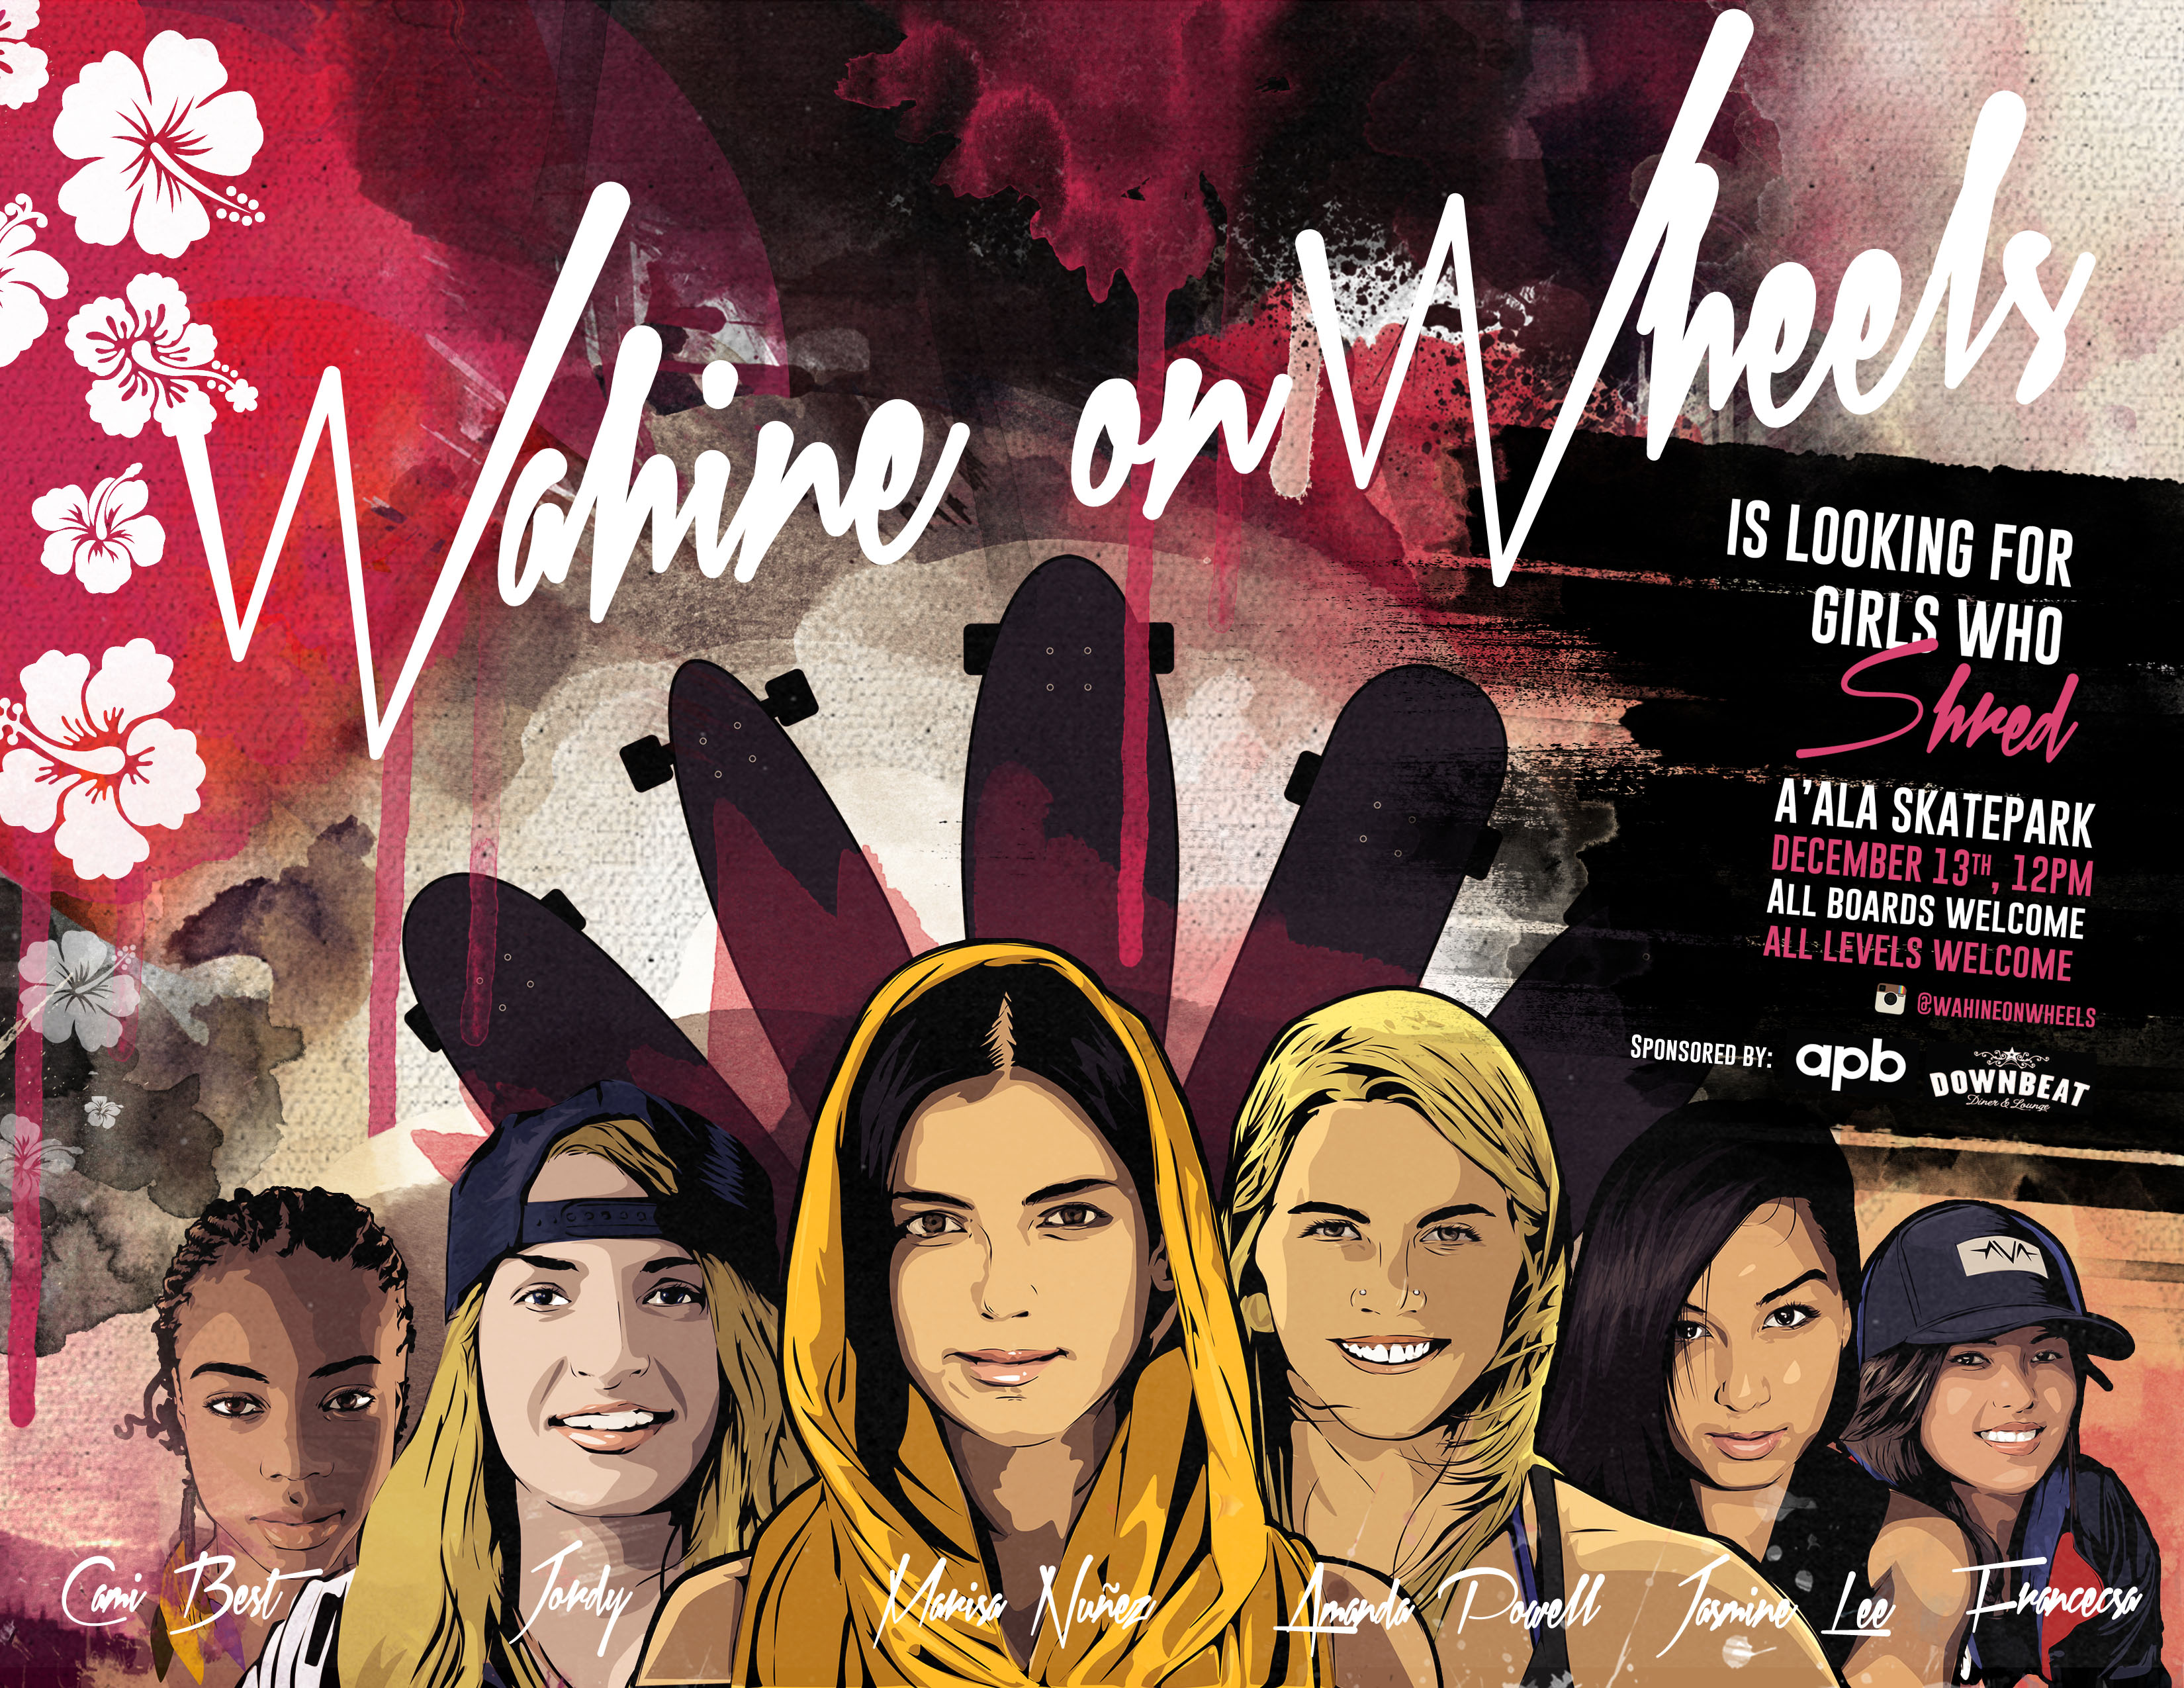 Wahine on Wheels
IS LOOKING FOR
GIRLS WHO
Shred
A'ALA SKATEPARK
DECEMBER 13TH, 12PM
ALL BOARDS WELCOME
ALL LEVELS WELCOME
@WAHINEONWHEELS
SPONSORED BY: apb DOWNBEAT
Diner & Lounge
AVA
Cami Best Jordy Marisa Nuñez Amanda Powell Jasmine Lee Francecsa